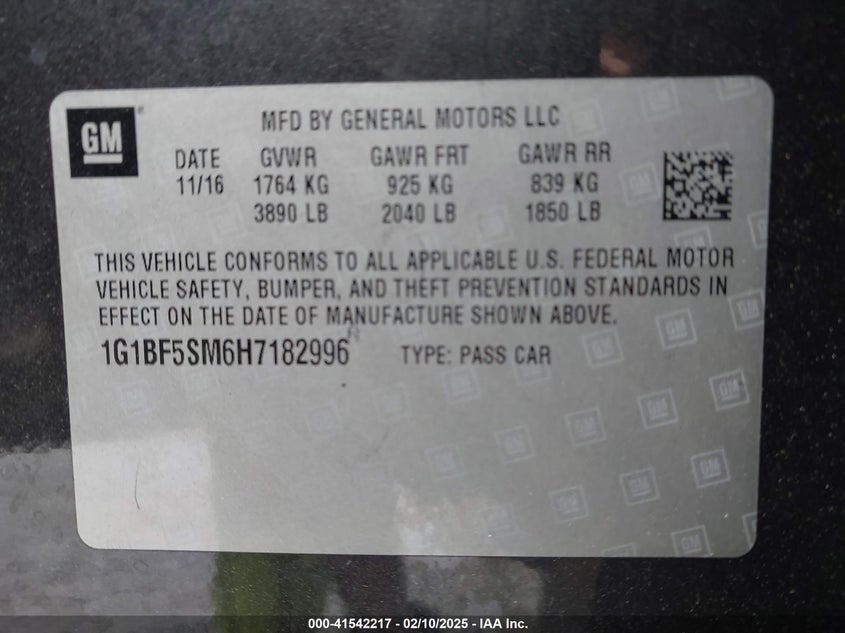 GM
MFD BY GENERAL MOTORS LLC
DATE GVWR GAWR FRT GAWR RR
11/16 1764 KG 925 KG 839 KG
3890 LB 2040 LB 1850 LB
THIS VEHICLE CONFORMS TO ALL APPLICABLE U.S. FEDERAL MOTOR
VEHICLE SAFETY, BUMPER, AND THEFT PREVENTION STANDARDS IN
EFFECT ON THE DATE OF MANUFACTURE SHOWN ABOVE.
1G1BF5SM6H7182996 TYPE: PASS CAR
000-41542217 - 02/10/2025 - IAA Inc.